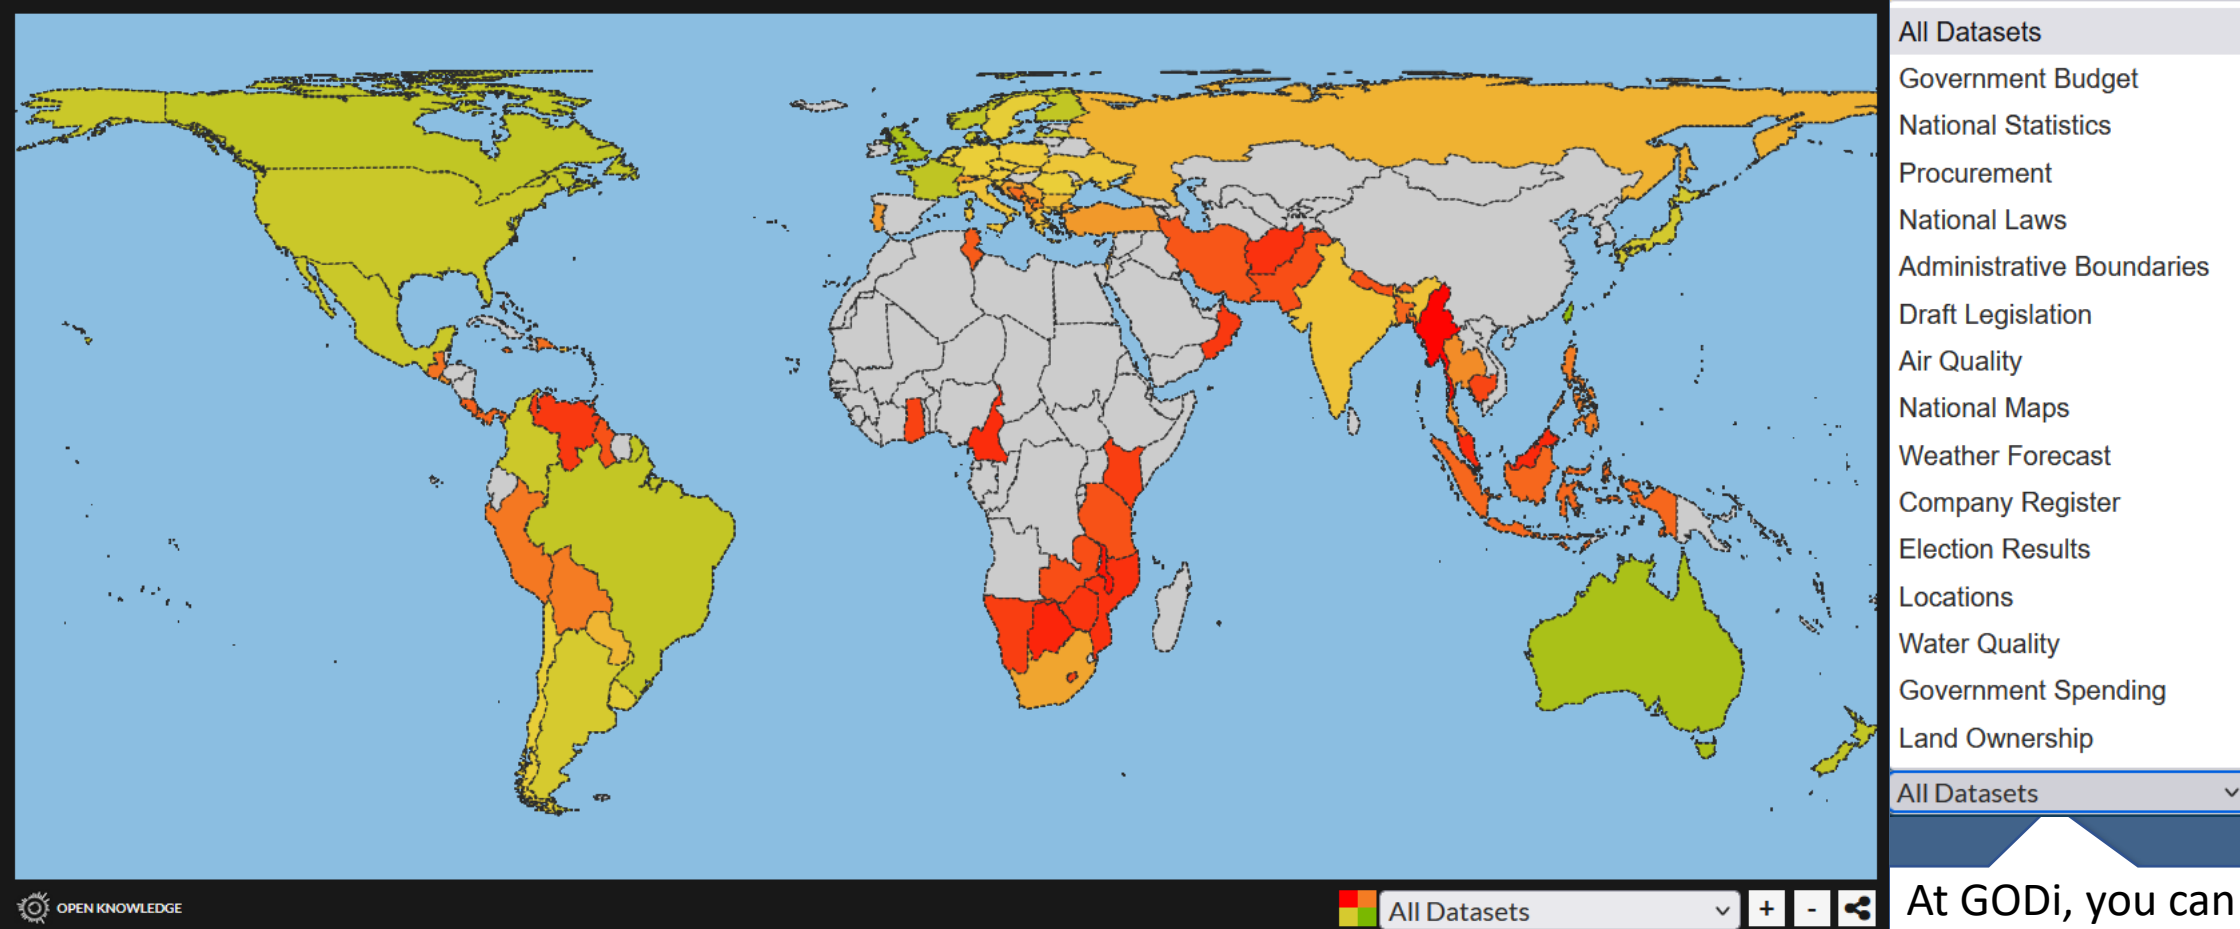 All Datasets
Government Budget
National Statistics
Procurement
National Laws
Administrative Boundaries
Draft Legislation
Air Quality
National Maps
Weather Forecast
Company Register
Election Results
Locations
Water Quality
Government Spending
Land Ownership
All Datasets
At GODi, you can
OPEN KNOWLEDGE
All Datasets
+
-